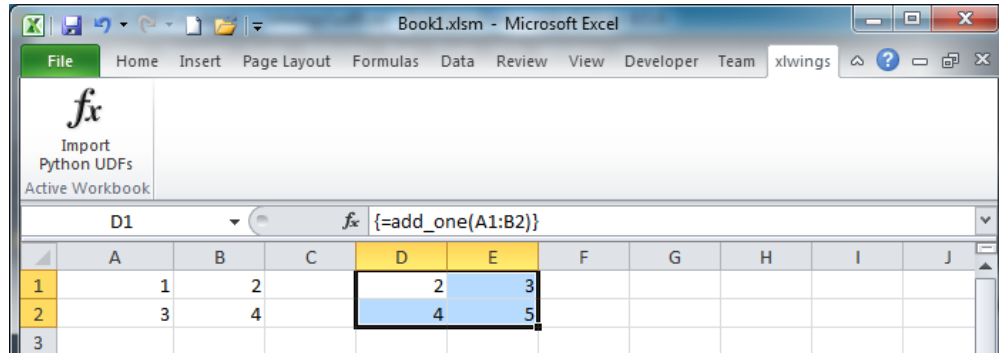 Book1.xlsm - Microsoft Excel
File Home Insert Page Layout Formulas Data Review View Developer Team xlwings
fx
Import
Python UDFs
Active Workbook
D1 fx {=add_one(A1:B2)}
A B C D E F G H I J
1 1 2 2 3
2 3 4 4 5
3